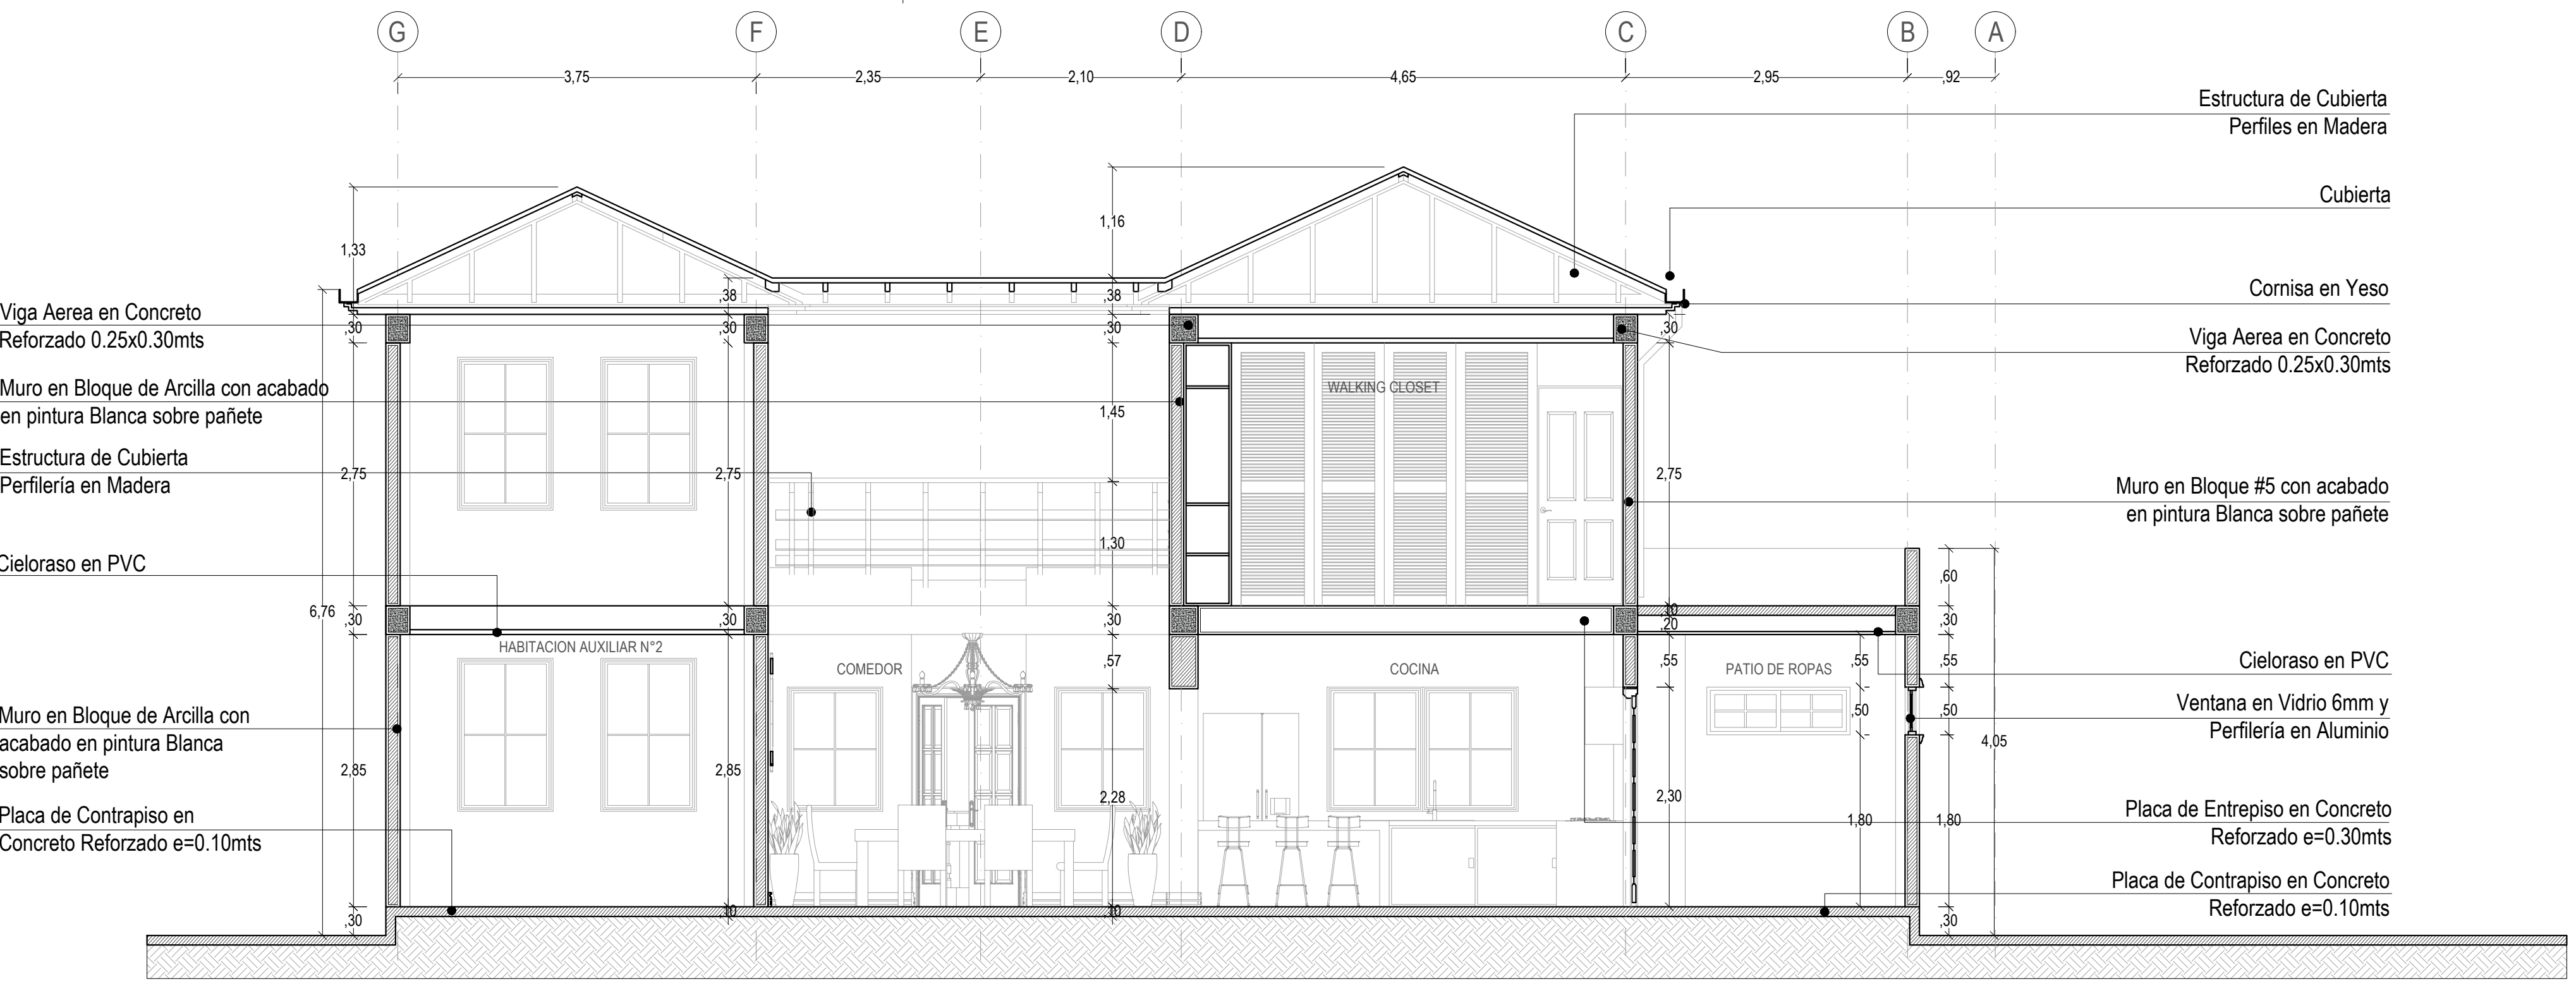 G
F
E
D
C
B
A
3,75
2,35
2,10
4,65
2,95
,92
Estructura de Cubierta
Perfiles en Madera
Cubierta
1,33
1,16
,38
,38
Cornisa en Yeso
Viga Aerea en Concreto
Reforzado 0.25x0.30mts
,30
,30
,30
,30
Viga Aerea en Concreto
Reforzado 0.25x0.30mts
Muro en Bloque de Arcilla con acabado
en pintura Blanca sobre pañete
WALKING CLOSET
1,45
Estructura de Cubierta
Perfilería en Madera
2,75
2,75
2,75
Muro en Bloque #5 con acabado
en pintura Blanca sobre pañete
1,30
Cieloraso en PVC
,60
6,76
,30
,30
,30
,10
,20
,30
HABITACION AUXILIAR N°2
COMEDOR
,57
COCINA
,55
PATIO DE ROPAS
,55
,55
Cieloraso en PVC
Muro en Bloque de Arcilla con
acabado en pintura Blanca
sobre pañete
,50
,50
Ventana en Vidrio 6mm y
Perfilería en Aluminio
4,05
2,85
2,85
2,28
2,30
1,80
1,80
Placa de Entrepiso en Concreto
Reforzado e=0.30mts
Placa de Contrapiso en
Concreto Reforzado e=0.10mts
Placa de Contrapiso en Concreto
Reforzado e=0.10mts
,30
,10
,10
,30